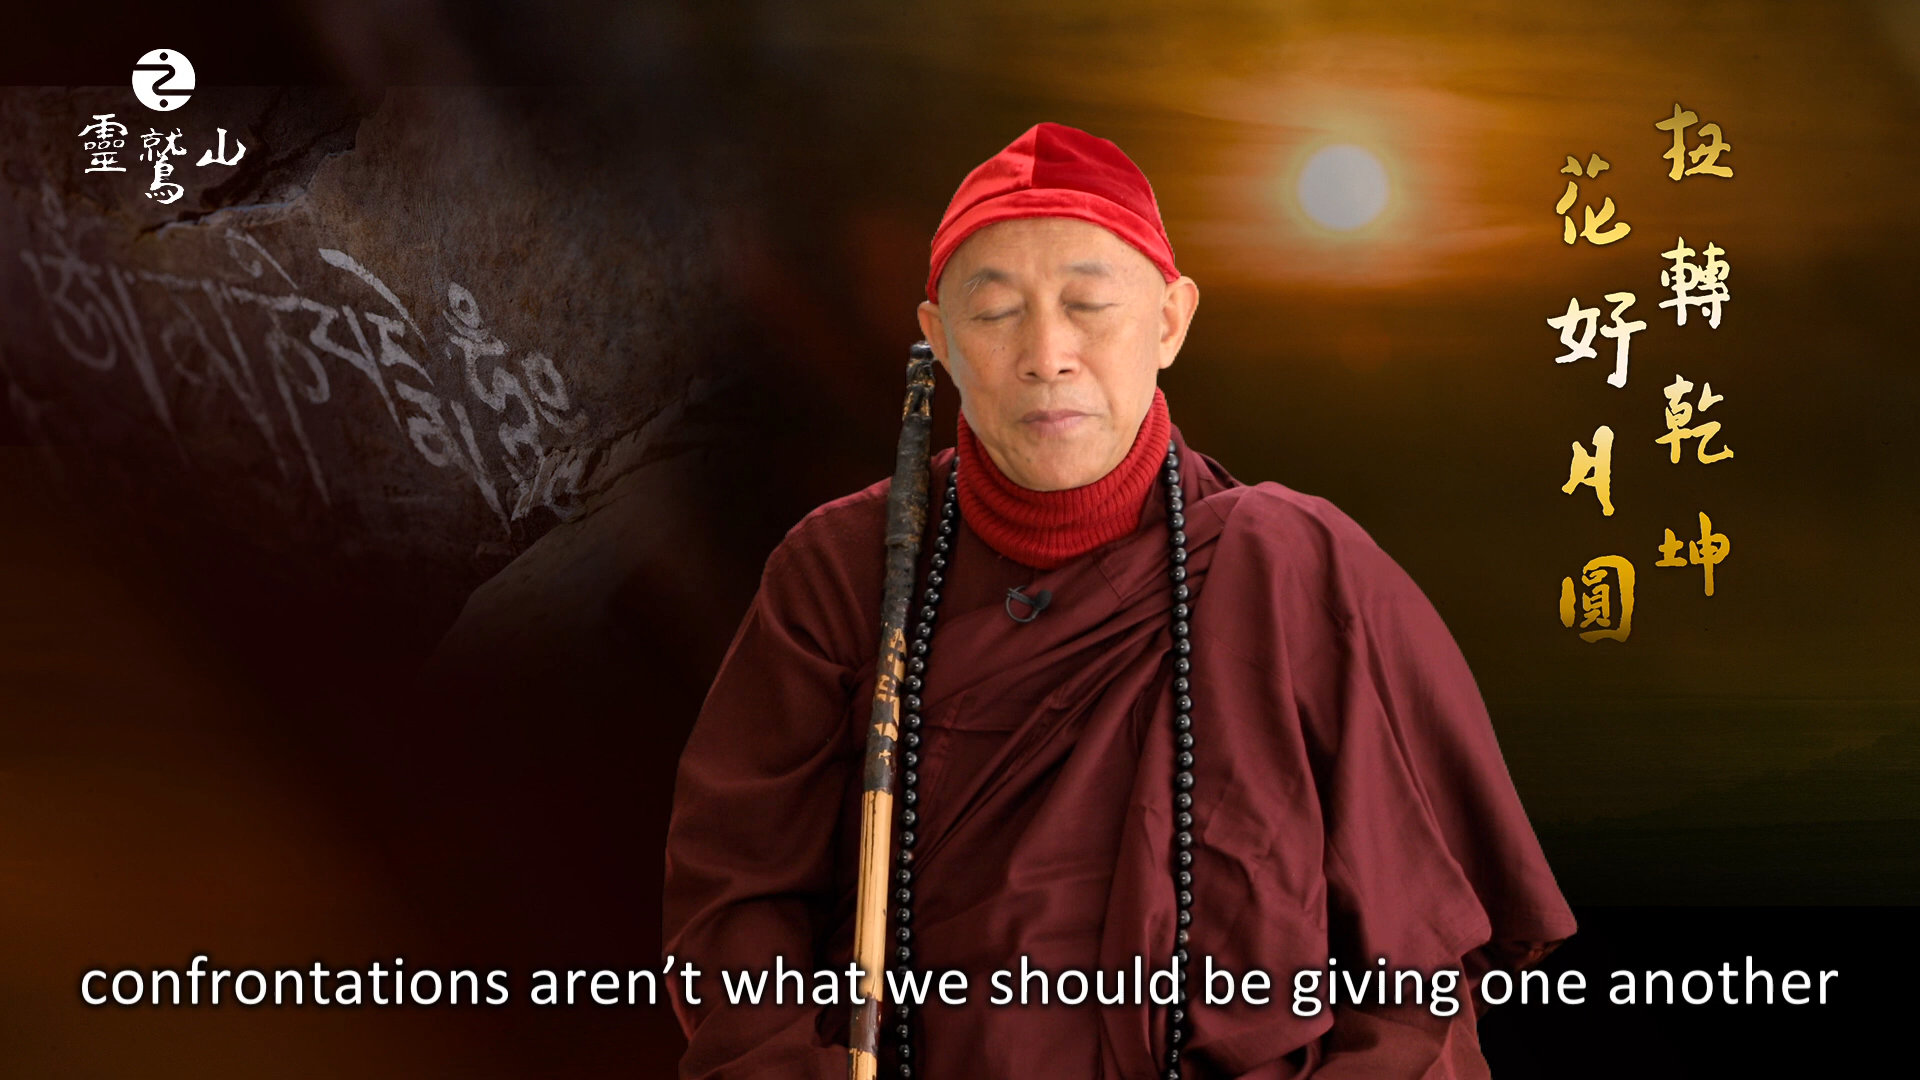 靈鷲山
扭轉乾坤
花好月圓
confrontations aren’t what we should be giving one another